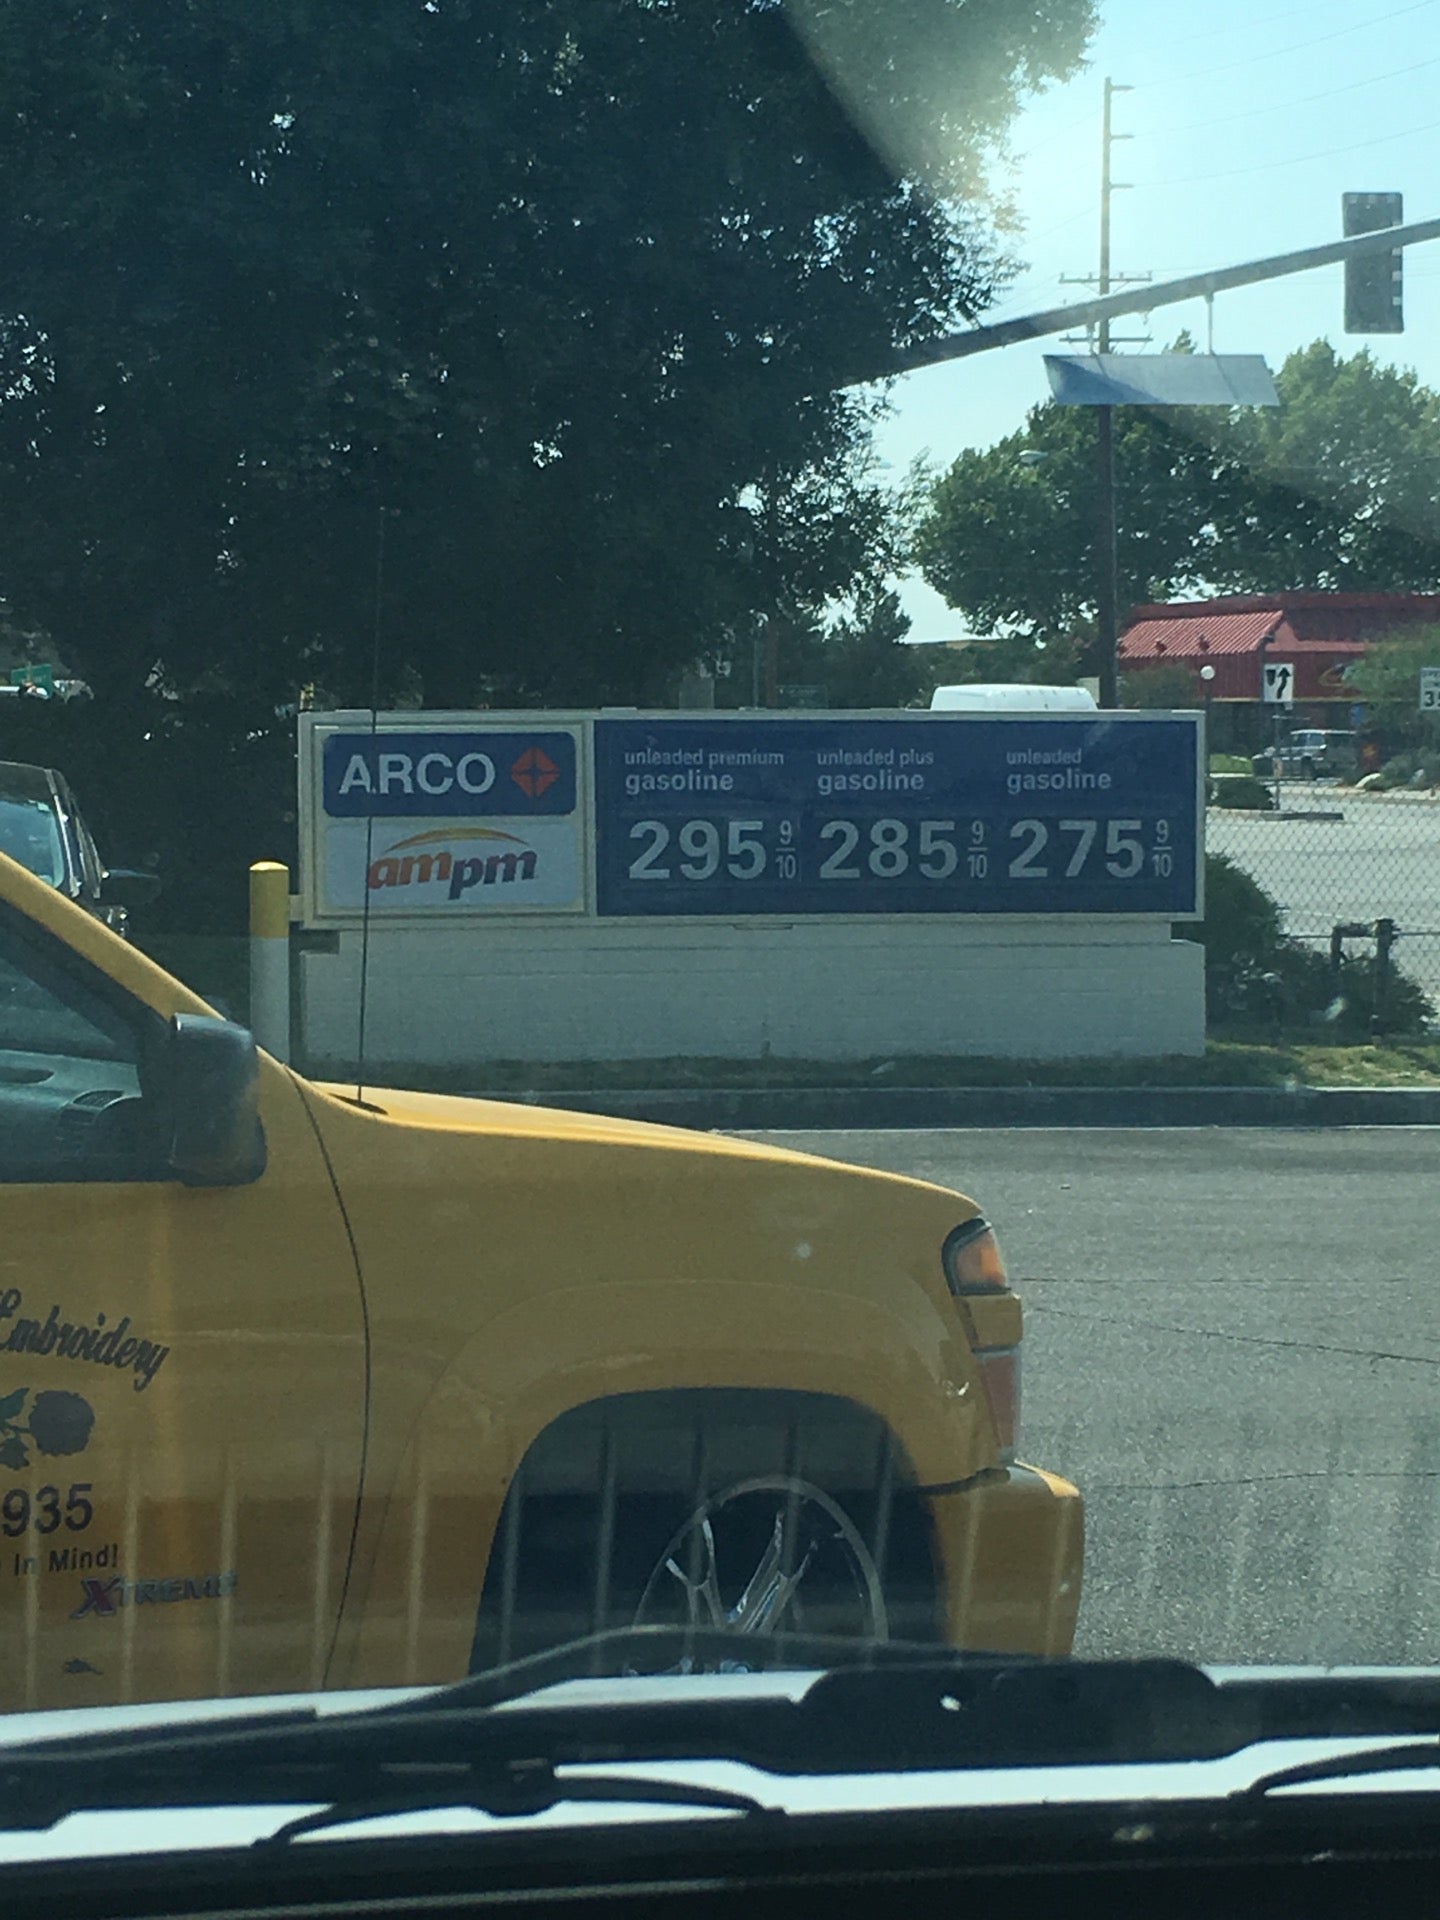 ARCO
ampm
unleaded premium
gasoline
295 9/10
unleaded plus
gasoline
285 9/10
unleaded
gasoline
275 9/10
Embroidery
935
In Mind!
XTREME